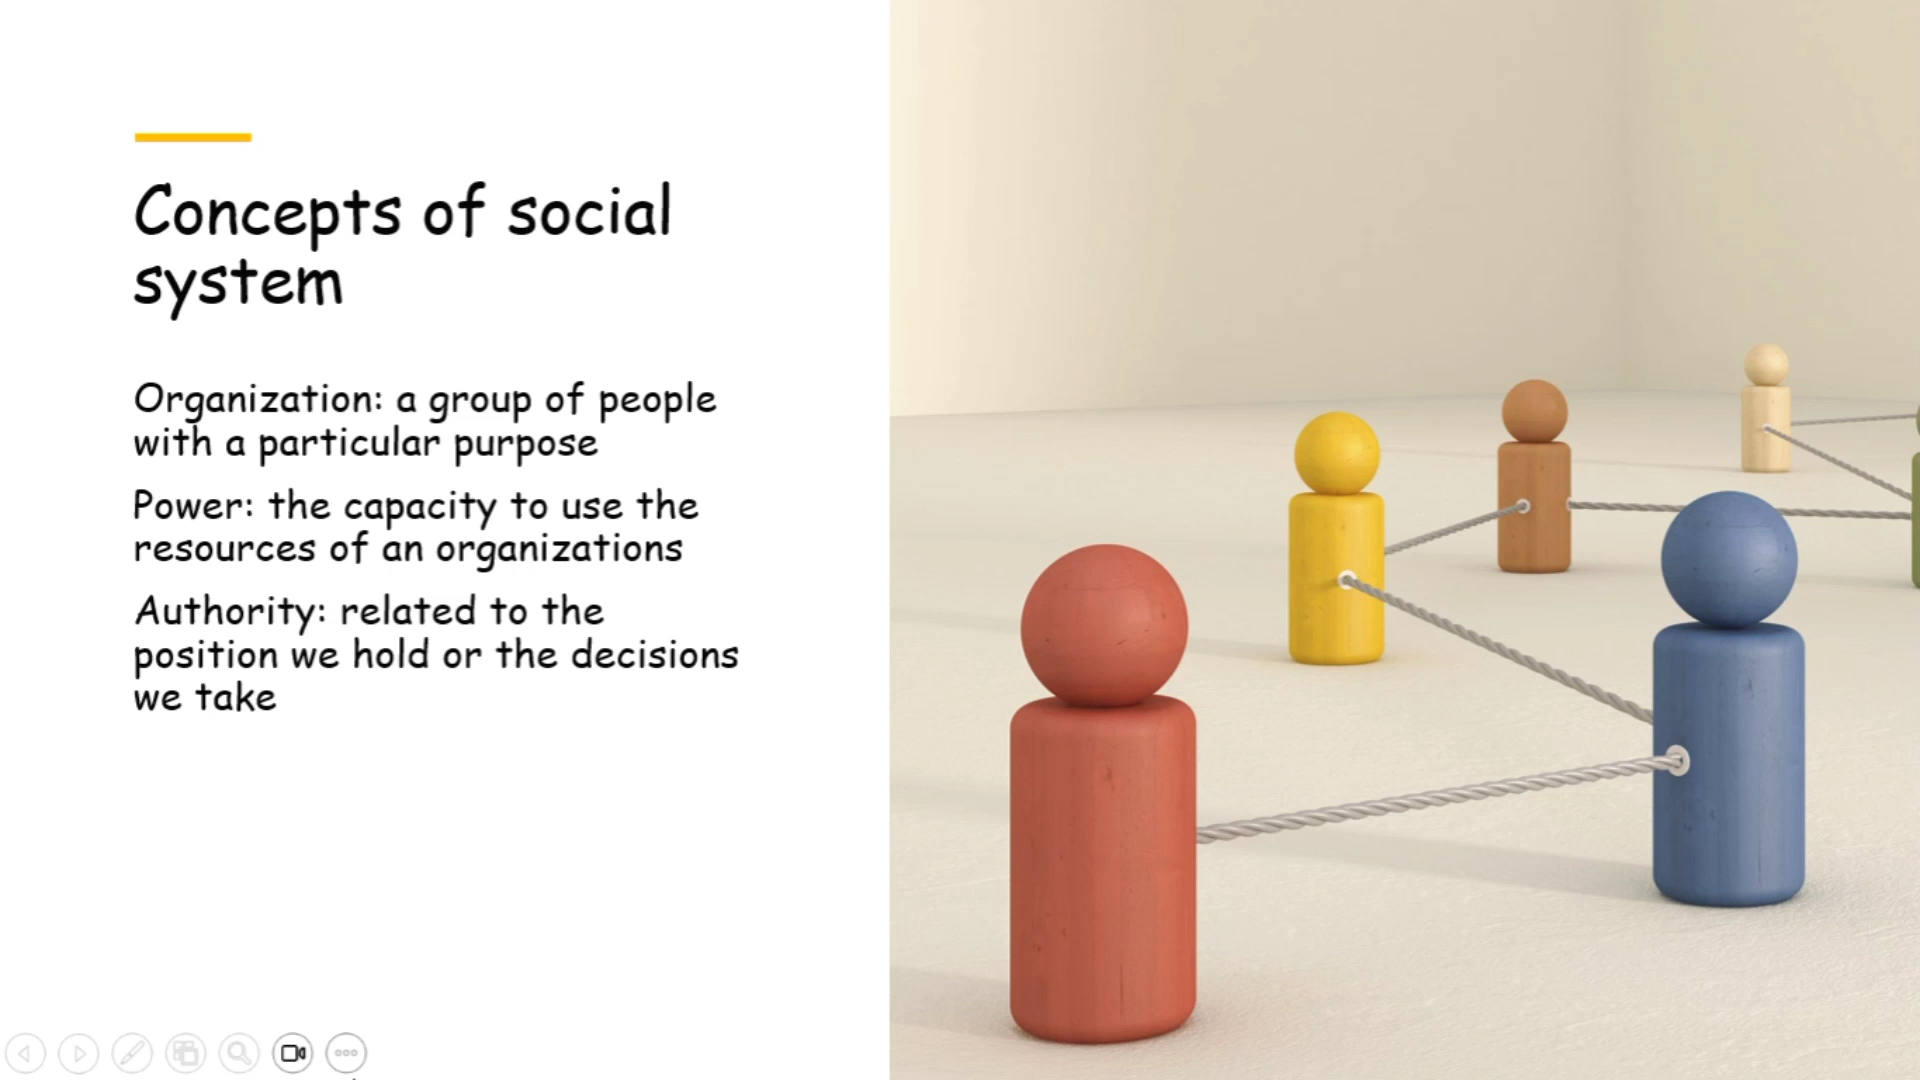 Concepts of social
system
Organization: a group of people
with a particular purpose
Power: the capacity to use the
resources of an organizations
Authority: related to the
position we hold or the decisions
we take